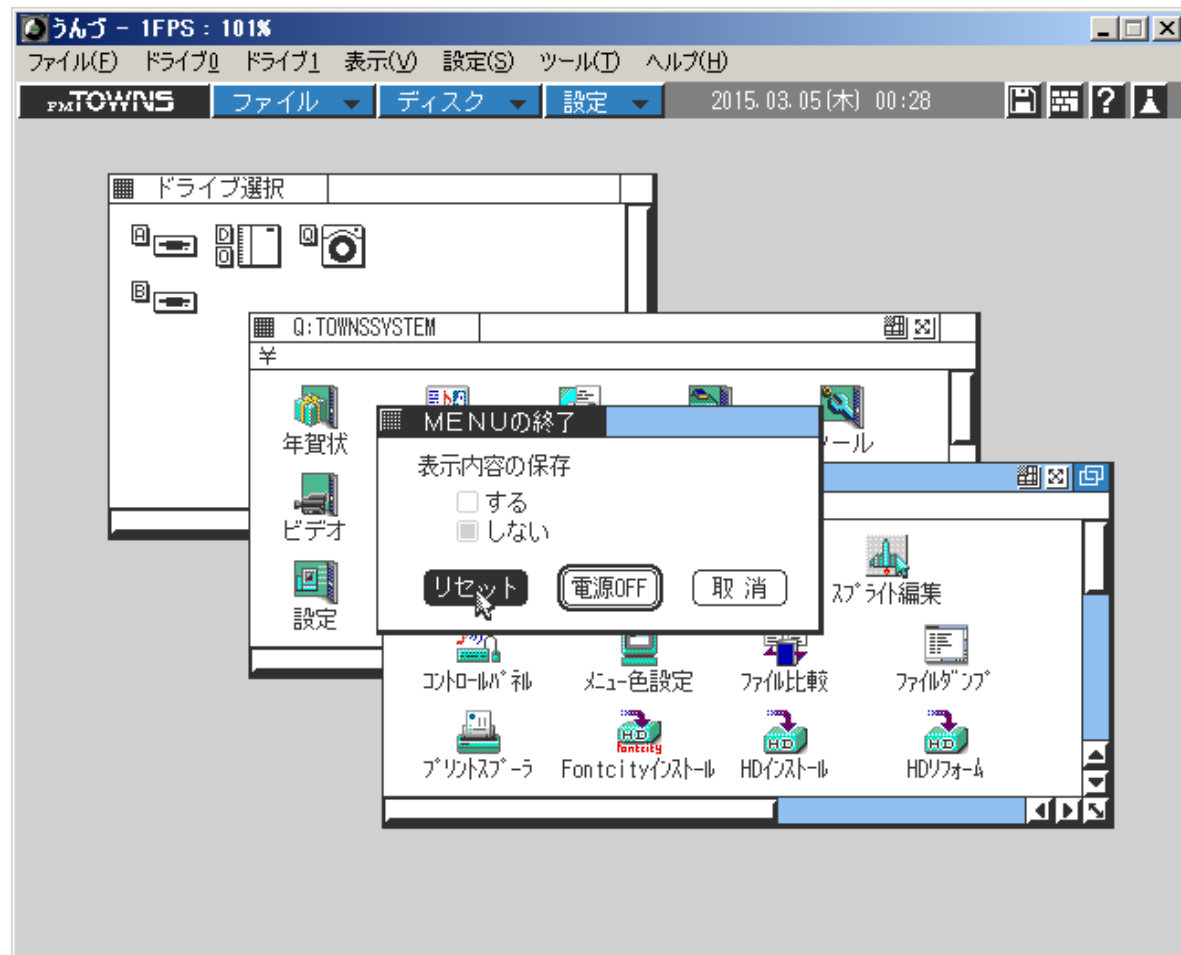 うんづ - 1FPS : 101%
ファイル(F) ドライブ0 ドライブ1 表示(V) 設定(S) ツール(T) ヘルプ(H)
FMTOWNS ファイル ディスク 設定 2015.03.05(木) 00:28
ドライブ選択
A D O Q
B
Q:TOWNSSYSTEM
¥
年賀状 ール
ビデオ
設定
MENUの終了
表示内容の保存
する
しない
リセット 電源OFF 取 消
スプライト編集
コントロールパネル メニュー色設定 ファイル比較 ファイルダンプ
プリントスプーラ Fontcityインストール HDインストール HDリフォーム